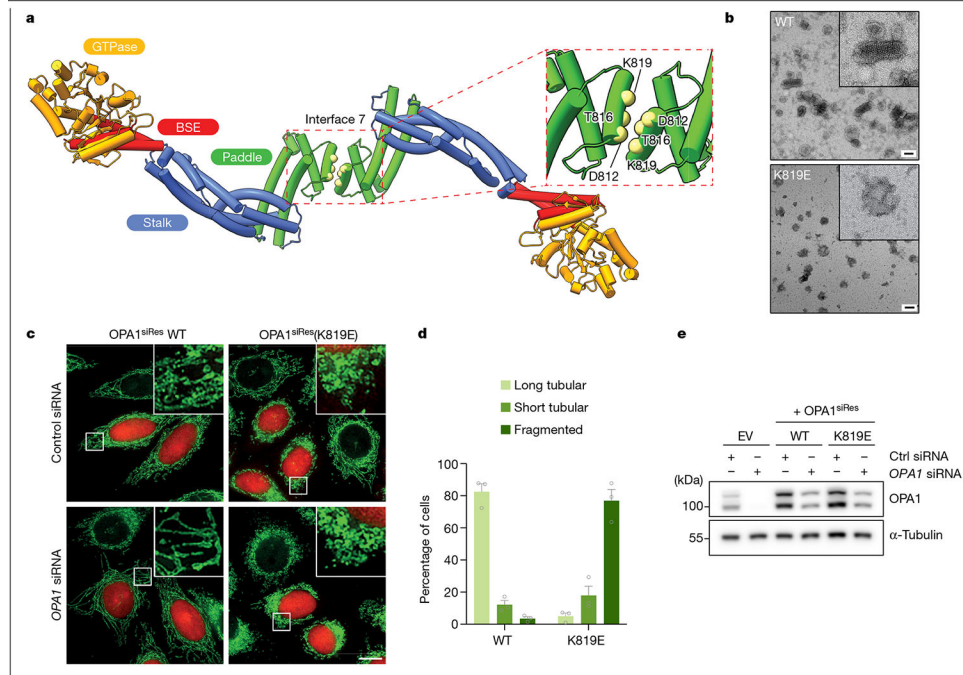 a
GTPase
BSE
Paddle
Stalk
Interface 7
K819
T816
D812
T816
K819
D812
b
WT
K819E
c
OPA1siRes WT
OPA1siRes(K819E)
Control siRNA
OPA1 siRNA
d
Long tubular
Short tubular
Fragmented
Percentage of cells
100
80
60
40
20
0
WT
K819E
e
+ OPA1siRes
EV
WT
K819E
+ – + – + – Ctrl siRNA
– + – + – + OPA1 siRNA
(kDa)
100
OPA1
55
α-Tubulin